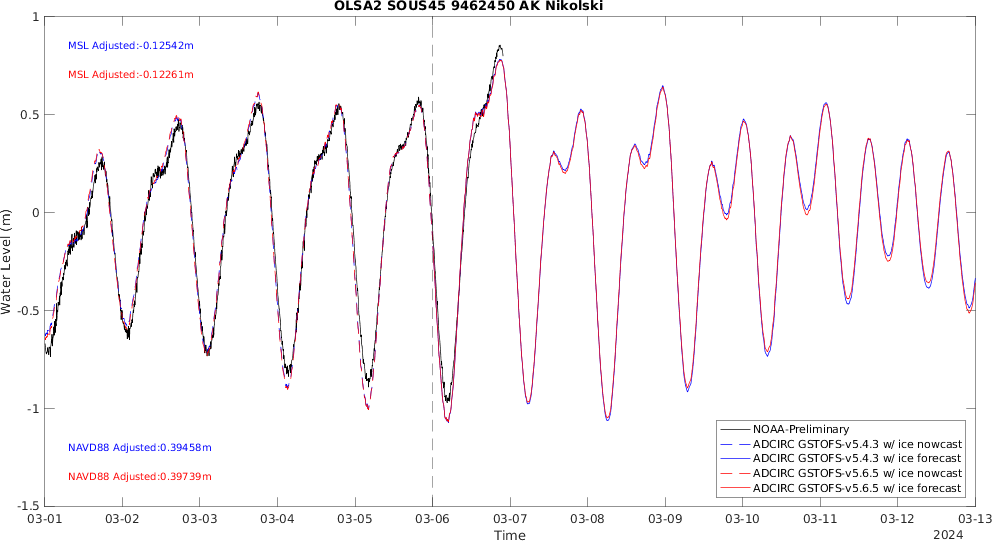 OLSA2 SOUS45 9462450 AK Nikolski
MSL Adjusted:-0.12542m
MSL Adjusted:-0.12261m
NAVD88 Adjusted:0.39458m
NAVD88 Adjusted:0.39739m
Water Level (m)
1
0.5
0
-0.5
-1
-1.5
NOAA-Preliminary
ADCIRC GSTOFS-v5.4.3 w/ ice nowcast
ADCIRC GSTOFS-v5.4.3 w/ ice forecast
ADCIRC GSTOFS-v5.6.5 w/ ice nowcast
ADCIRC GSTOFS-v5.6.5 w/ ice forecast
03-01 03-02 03-03 03-04 03-05 03-06 03-07 03-08 03-09 03-10 03-11 03-12 03-13
Time
2024